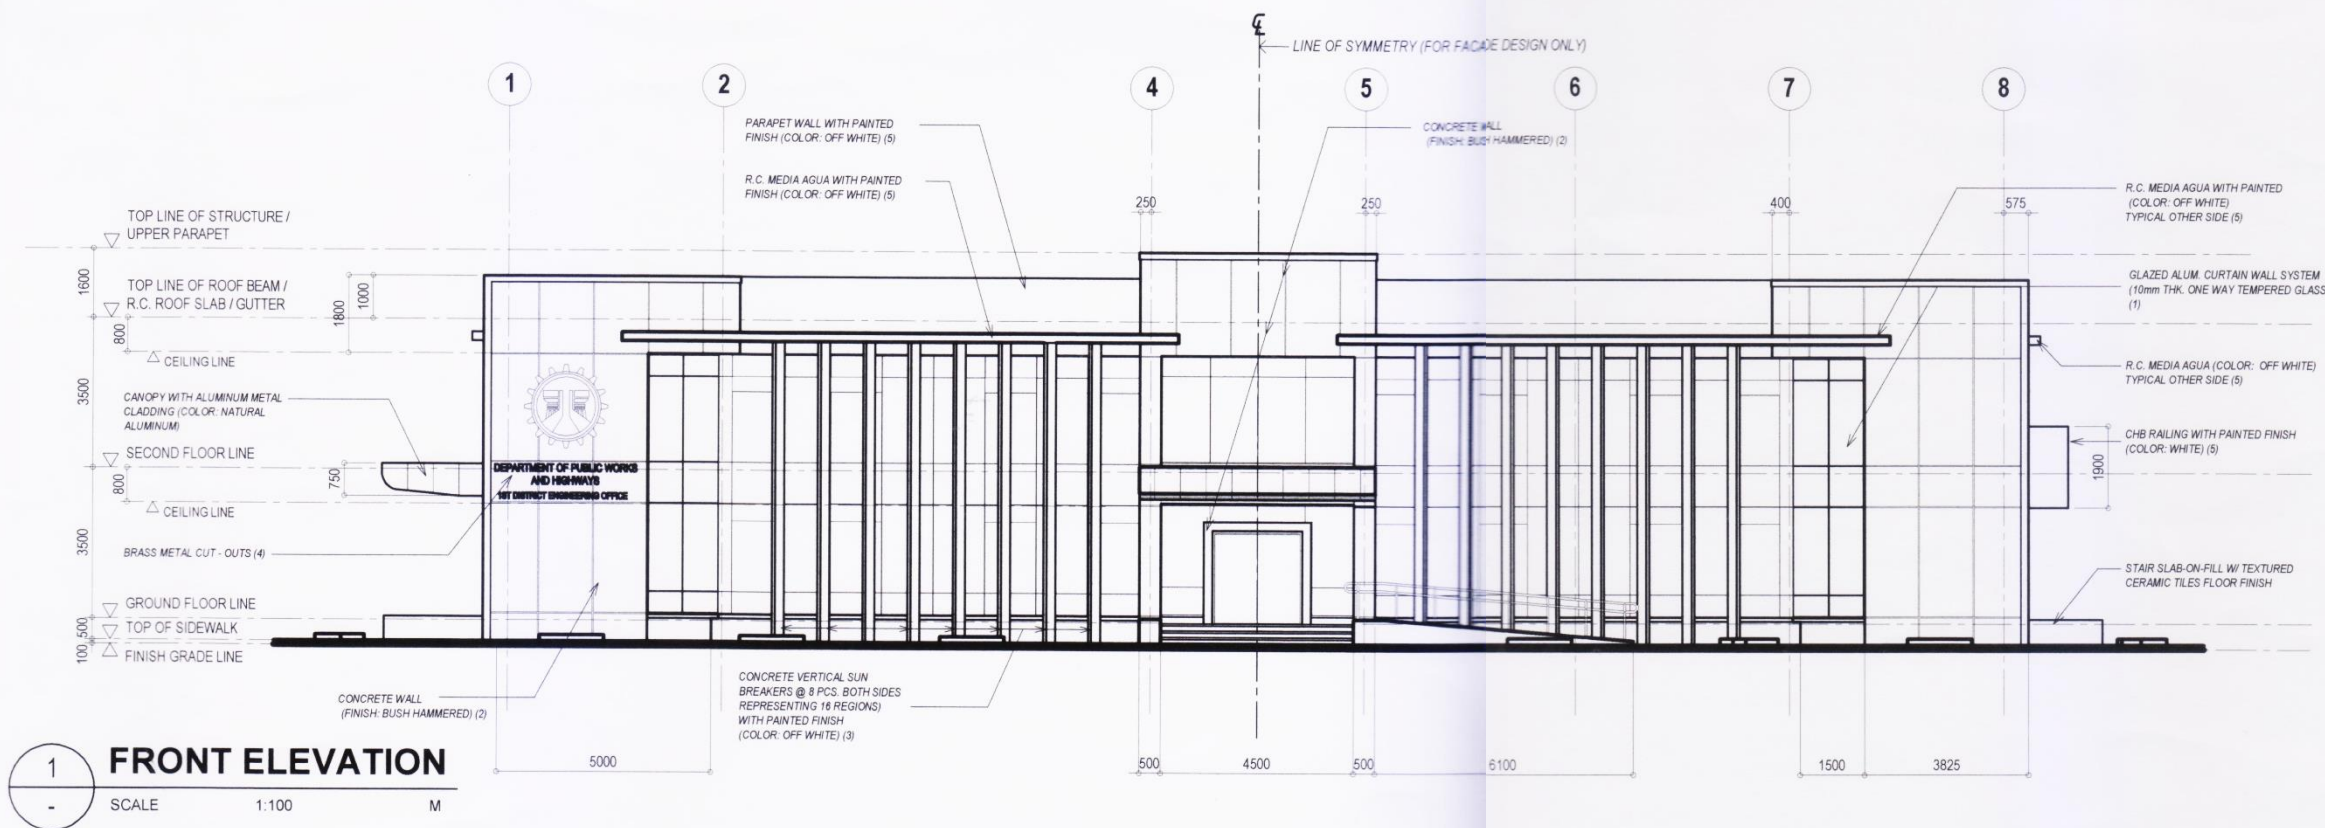 ℄
LINE OF SYMMETRY (FOR FACADE DESIGN ONLY)
1
2
4
5
6
7
8
PARAPET WALL WITH PAINTED
FINISH (COLOR: OFF WHITE) (5)
CONCRETE WALL
(FINISH: BUSH HAMMERED) (2)
R.C. MEDIA AGUA WITH PAINTED
FINISH (COLOR: OFF WHITE) (5)
R.C. MEDIA AGUA WITH PAINTED
(COLOR: OFF WHITE)
TYPICAL OTHER SIDE (5)
250
250
400
575
TOP LINE OF STRUCTURE /
UPPER PARAPET
1600
TOP LINE OF ROOF BEAM /
R.C. ROOF SLAB / GUTTER
1800
1000
GLAZED ALUM. CURTAIN WALL SYSTEM
(10mm THK. ONE WAY TEMPERED GLASS
(1)
800
CEILING LINE
R.C. MEDIA AGUA (COLOR: OFF WHITE)
TYPICAL OTHER SIDE (5)
3500
CANOPY WITH ALUMINUM METAL
CLADDING (COLOR: NATURAL
ALUMINUM)
CHB RAILING WITH PAINTED FINISH
(COLOR: WHITE) (5)
1900
SECOND FLOOR LINE
750
800
DEPARTMENT OF PUBLIC WORKS
AND HIGHWAYS
1ST DISTRICT ENGINEERING OFFICE
CEILING LINE
3500
BRASS METAL CUT - OUTS (4)
STAIR SLAB-ON-FILL W/ TEXTURED
CERAMIC TILES FLOOR FINISH
GROUND FLOOR LINE
500
TOP OF SIDEWALK
100
FINISH GRADE LINE
CONCRETE WALL
(FINISH: BUSH HAMMERED) (2)
CONCRETE VERTICAL SUN
BREAKERS @ 8 PCS. BOTH SIDES
REPRESENTING 16 REGIONS)
WITH PAINTED FINISH
(COLOR: OFF WHITE) (3)
5000
500
4500
500
6100
1500
3825
1
-
FRONT ELEVATION
SCALE 1:100 M